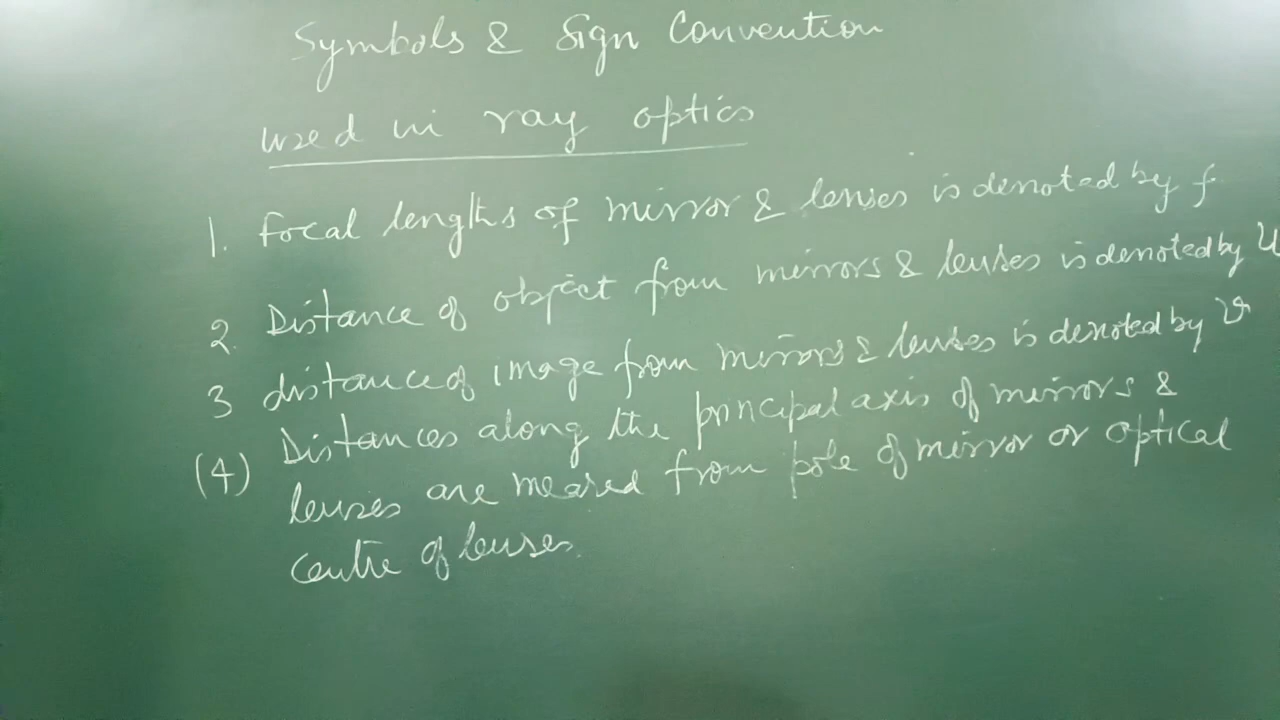 Symbols & Sign Convention
used in ray optics
1. Focal lengths of mirror & lenses is denoted by f
2. Distance of object from mirrors & lenses is denoted by u
3 distance of image from mirrors & lenses is denoted by v
(4) Distances along the principal axis of mirrors &
lenses are meared from pole of mirror or optical
centre of lenses.